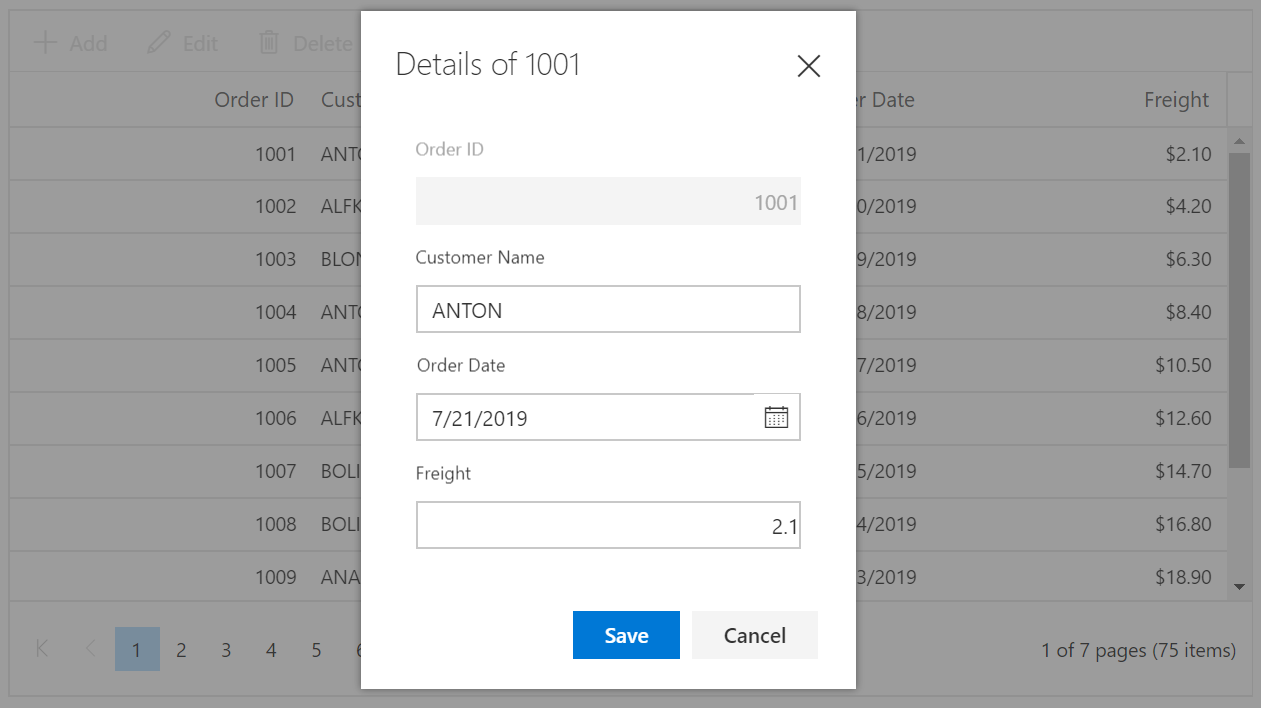 Add Edit Delete
Details of 1001
Order ID Cust r Date Freight
Order ID
1001 ANTO 1/2019 $2.10
1001
1002 ALFK 0/2019 $4.20
Customer Name
1003 BLON 9/2019 $6.30
ANTON
1004 ANTO 8/2019 $8.40
Order Date
1005 ANTO 7/2019 $10.50
7/21/2019
1006 ALFK 6/2019 $12.60
Freight
1007 BOLI 5/2019 $14.70
2.1
1008 BOLI 4/2019 $16.80
1009 ANA 3/2019 $18.90
Save Cancel
1 2 3 4 5 6 1 of 7 pages (75 items)